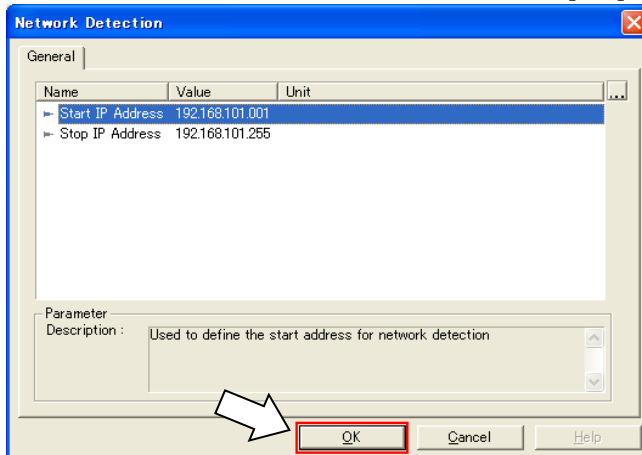 Network Detection
General
Name Value Unit
Start IP Address 192.168.101.001 ...
Stop IP Address 192.168.101.255
Parameter
Description : Used to define the start address for network detection
OK Cancel Help